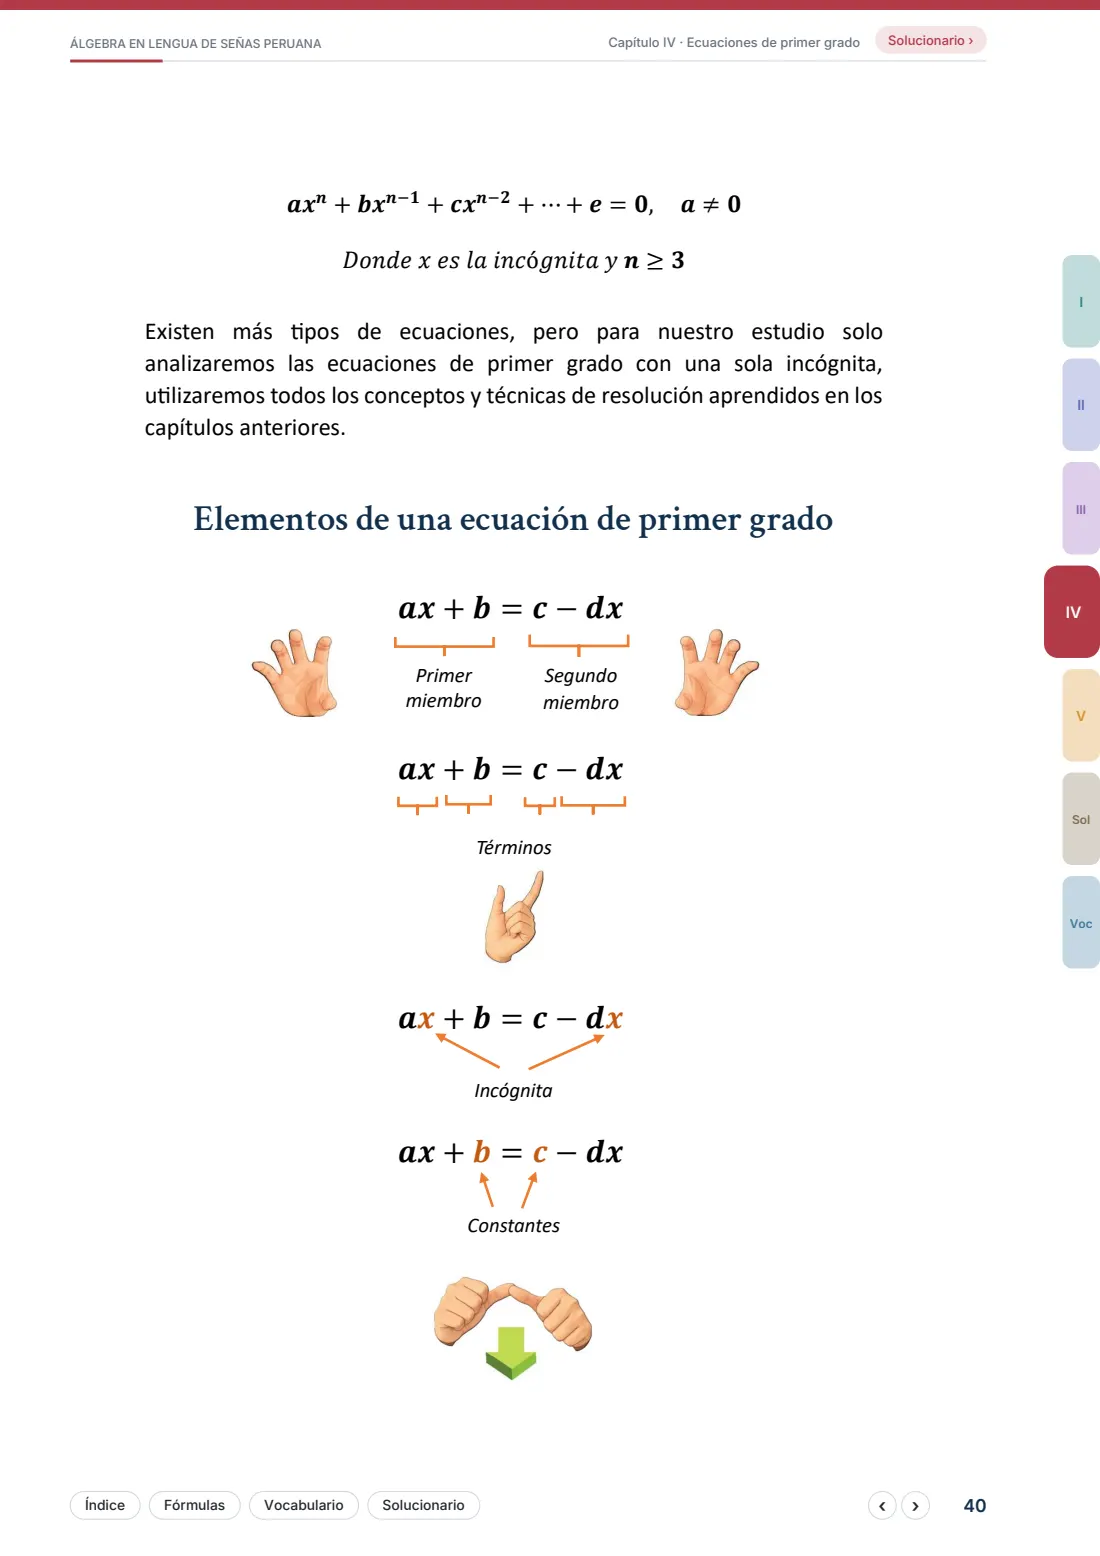 ÁLGEBRA EN LENGUA DE SEÑAS PERUANA
Capítulo IV · Ecuaciones de primer grado
Solucionario ›
axⁿ + bxⁿ⁻¹ + cxⁿ⁻² + ⋯ + e = 0, a ≠ 0
Donde x es la incógnita y n ≥ 3
Existen más tipos de ecuaciones, pero para nuestro estudio solo
analizaremos las ecuaciones de primer grado con una sola incógnita,
utilizaremos todos los conceptos y técnicas de resolución aprendidos en los
capítulos anteriores.
Elementos de una ecuación de primer grado
ax + b = c − dx
Primer
miembro
Segundo
miembro
ax + b = c − dx
Términos
ax + b = c − dx
Incógnita
ax + b = c − dx
Constantes
I
II
III
IV
V
Sol
Voc
Índice
Fórmulas
Vocabulario
Solucionario
‹ ›
40